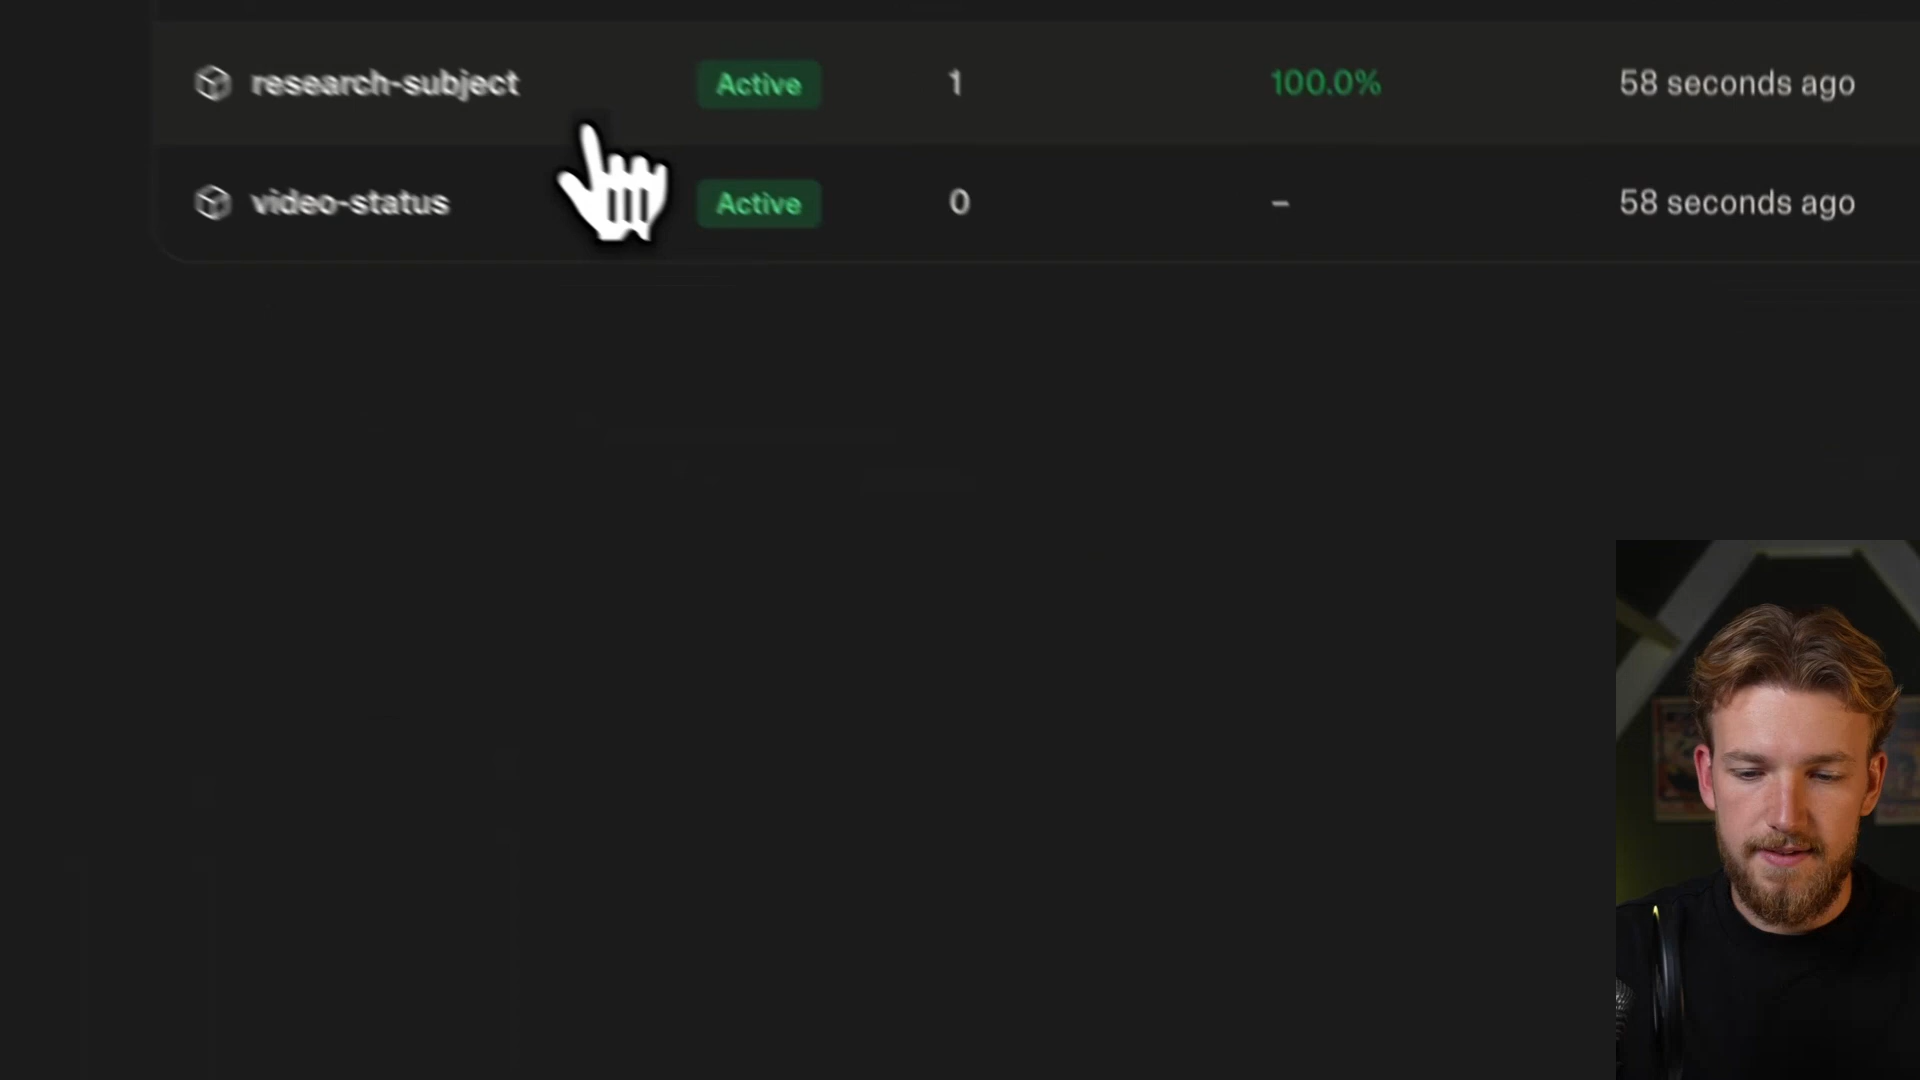 research-subject Active 1 100.0% 58 seconds ago
video-status Active 0 – 58 seconds ago